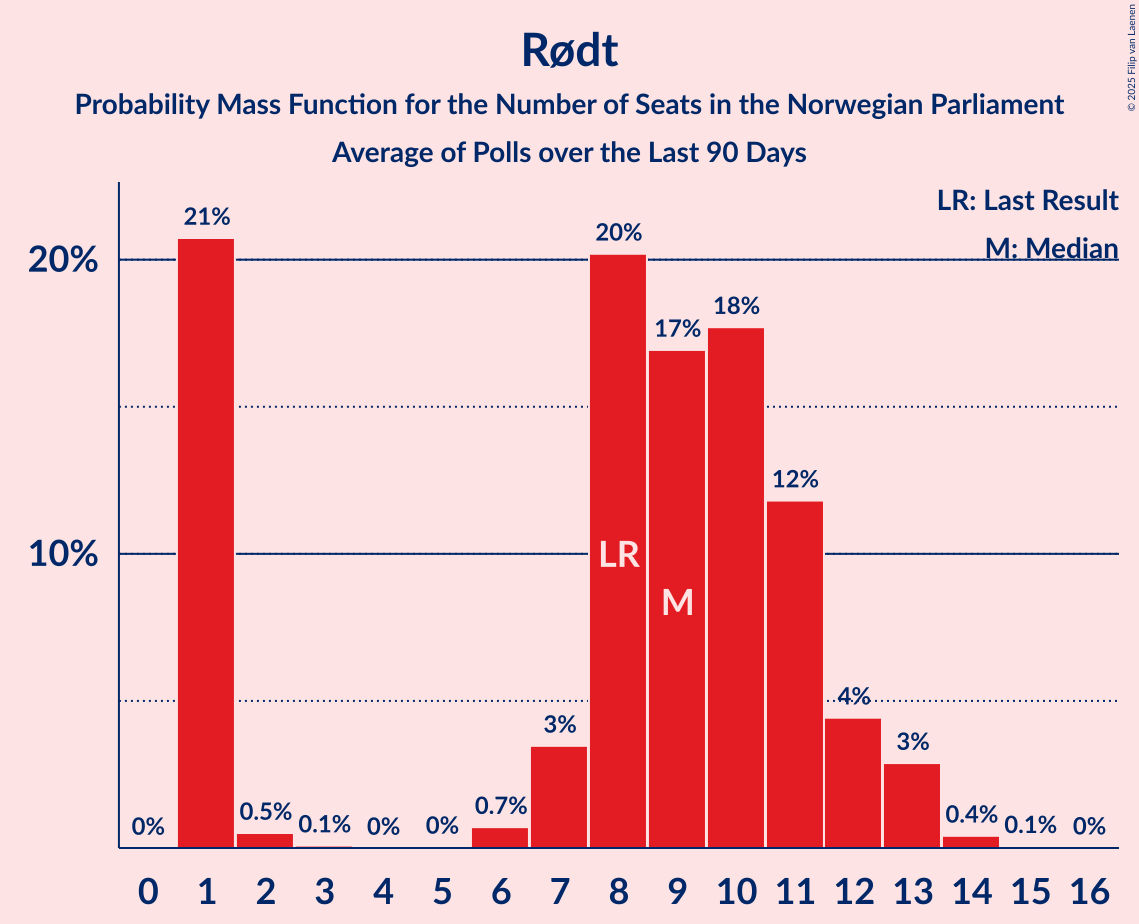 Rødt
Probability Mass Function for the Number of Seats in the Norwegian Parliament
Average of Polls over the Last 90 Days
© 2025 Filip van Laenen
LR: Last Result
M: Median
20%
10%
0%
21%
0.5%
0.1%
0%
0%
0.7%
3%
20%
17%
18%
12%
4%
3%
0.4%
0.1%
0%
LR
M
0 1 2 3 4 5 6 7 8 9 10 11 12 13 14 15 16